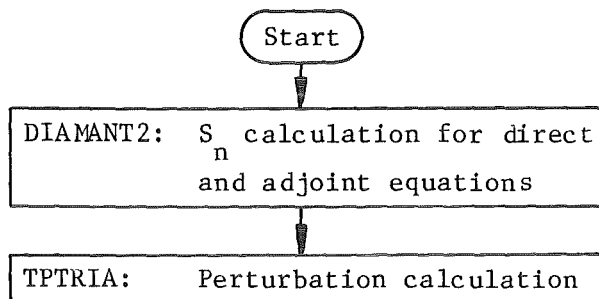 Start
DIAMANT2: Sn calculation for direct
and adjoint equations
TPTRIA: Perturbation calculation